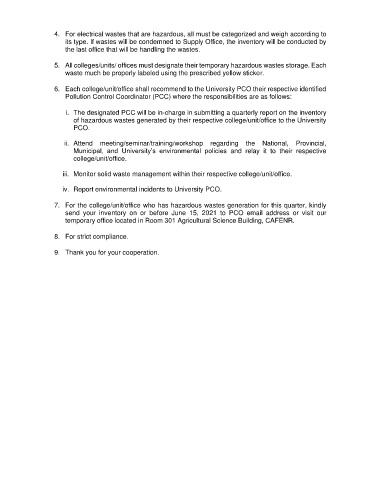 4. For electrical wastes that are hazardous, all must be categorized and weigh according to
its type. If wastes will be condemned to Supply Office, the inventory will be conducted by
the last office that will be handling the wastes.
5. All colleges/units/ offices must designate their temporary hazardous wastes storage. Each
waste much be properly labeled using the prescribed yellow sticker.
6. Each college/unit/office shall recommend to the University PCO their respective identified
Pollution Control Coordinator (PCC) where the responsibilities are as follows:
i. The designated PCC will be in-charge in submitting a quarterly report on the inventory
of hazardous wastes generated by their respective college/unit/office to the University
PCO.
ii. Attend meeting/seminar/training/workshop regarding the National, Provincial,
Municipal, and University's environmental policies and relay it to their respective
college/unit/office.
iii. Monitor solid waste management within their respective college/unit/office.
iv. Report environmental incidents to University PCO.
7. For the college/unit/office who has hazardous wastes generation for this quarter, kindly
send your inventory on or before June 15, 2021 to PCO email address or visit our
temporary office located in Room 301 Agricultural Science Building, CAFENR.
8. For strict compliance.
9. Thank you for your cooperation.